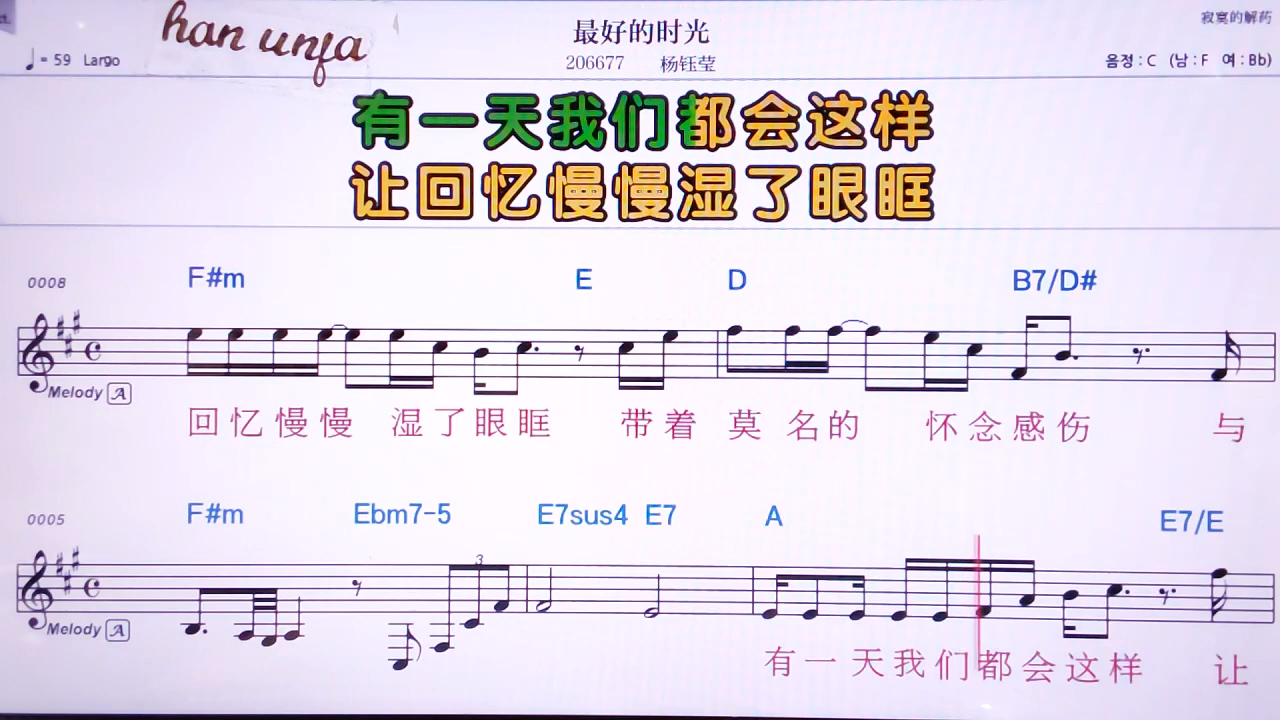 han unfa
最好的时光
寂寞的解药
= 59 Largo
206677 杨钰莹
음정 : C (남 : F 여 : Bb)
有一天我们都会这样
让回忆慢慢湿了眼眶
0008
F#m E D B7/D#
Melody A
回忆慢慢 湿了眼眶 带着 莫名的 怀念感伤 与
0005
F#m Ebm7-5 E7sus4 E7 A E7/E
3
Melody A
有一天我们都会这样 让